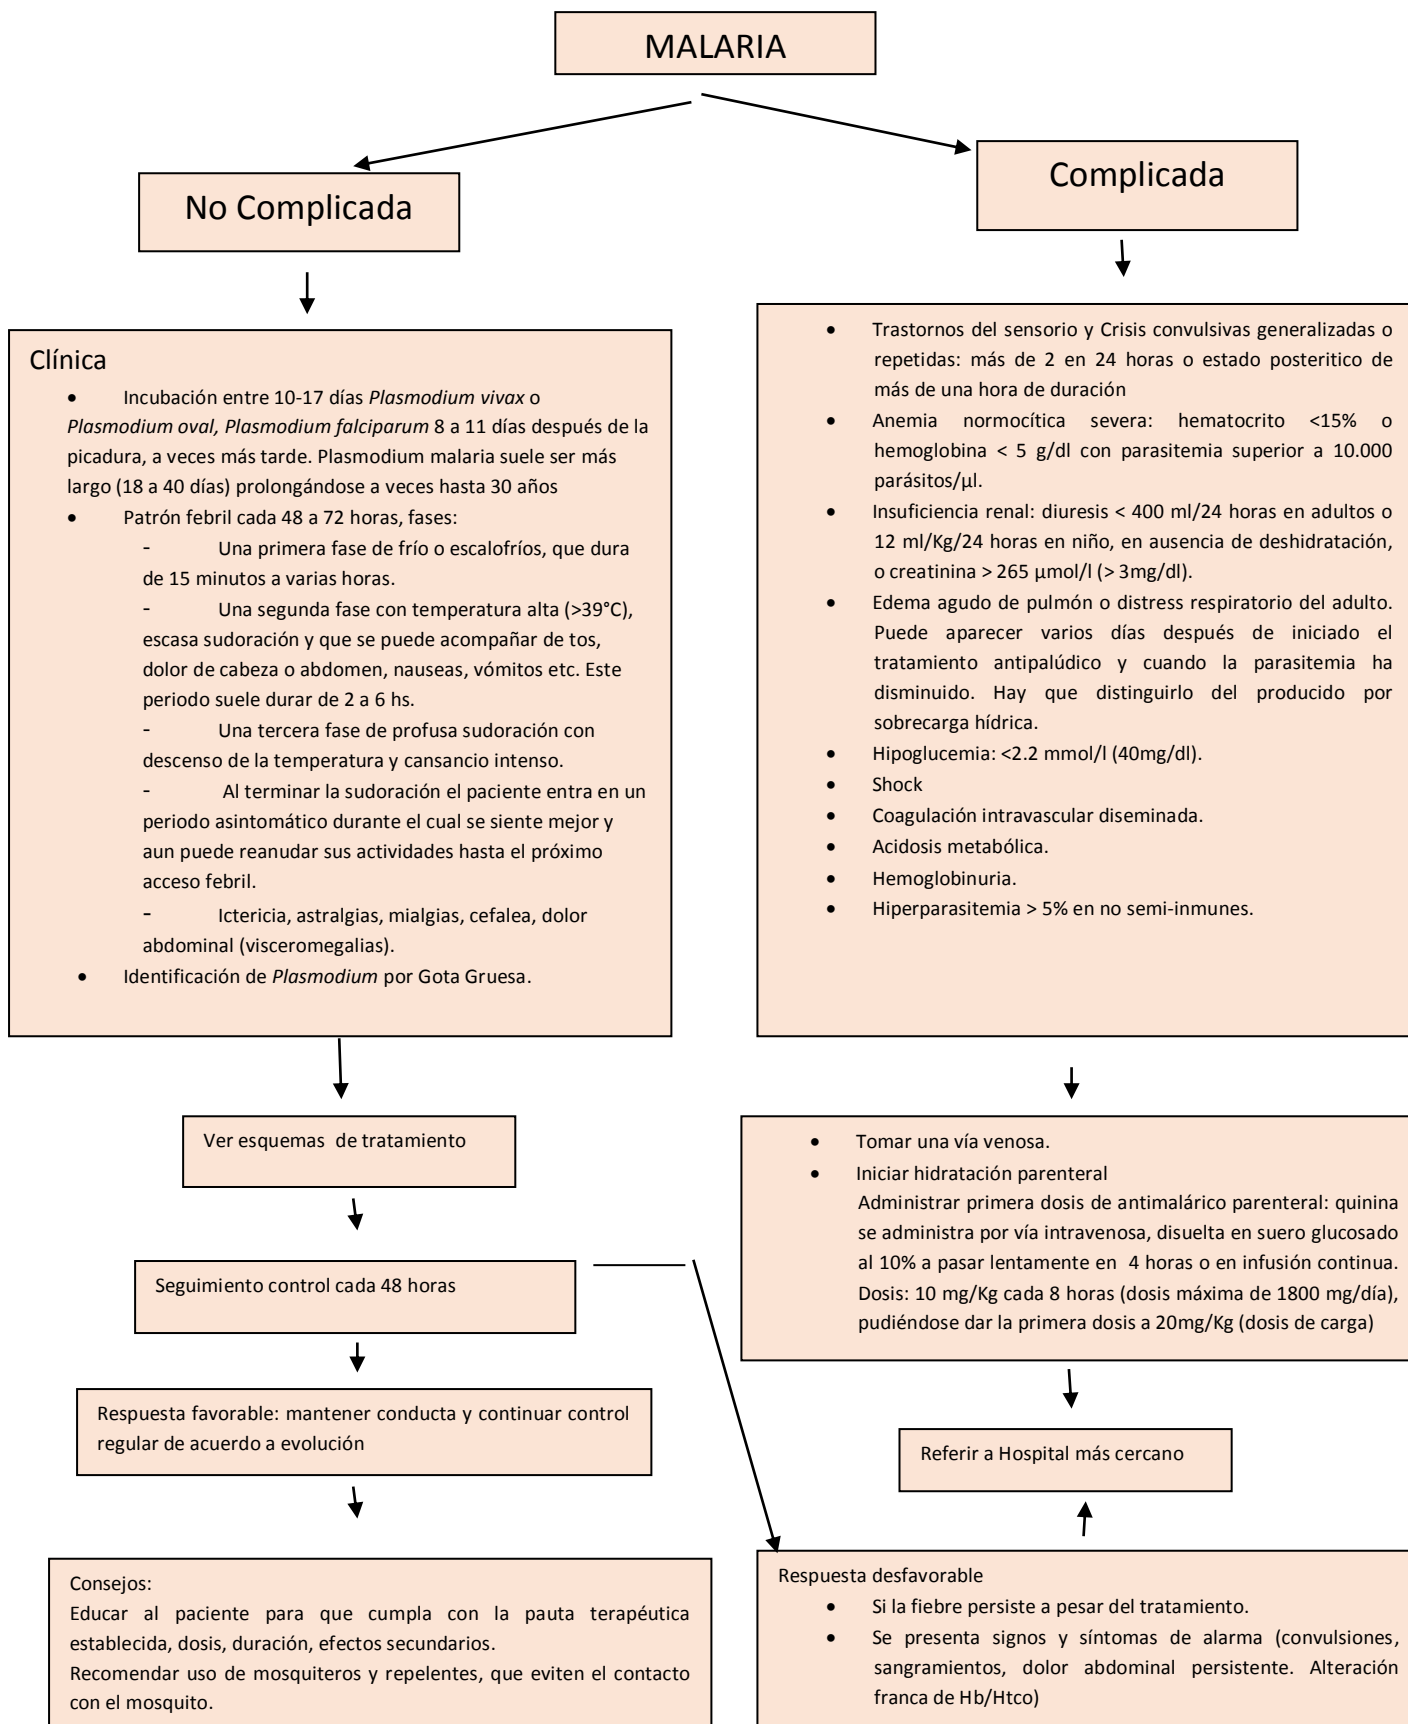 MALARIA
No Complicada
Complicada
Clínica
• Incubación entre 10-17 días Plasmodium vivax o
Plasmodium oval, Plasmodium falciparum 8 a 11 días después de la
picadura, a veces más tarde. Plasmodium malaria suele ser más
largo (18 a 40 días) prolongándose a veces hasta 30 años
• Patrón febril cada 48 a 72 horas, fases:
- Una primera fase de frío o escalofríos, que dura
de 15 minutos a varias horas.
- Una segunda fase con temperatura alta (>39°C),
escasa sudoración y que se puede acompañar de tos,
dolor de cabeza o abdomen, nauseas, vómitos etc. Este
periodo suele durar de 2 a 6 hs.
- Una tercera fase de profusa sudoración con
descenso de la temperatura y cansancio intenso.
- Al terminar la sudoración el paciente entra en un
periodo asintomático durante el cual se siente mejor y
aun puede reanudar sus actividades hasta el próximo
acceso febril.
- Ictericia, astralgias, mialgias, cefalea, dolor
abdominal (visceromegalias).
• Identificación de Plasmodium por Gota Gruesa.
• Trastornos del sensorio y Crisis convulsivas generalizadas o
repetidas: más de 2 en 24 horas o estado posteritico de
más de una hora de duración
• Anemia normocítica severa: hematocrito <15% o
hemoglobina < 5 g/dl con parasitemia superior a 10.000
parásitos/µl.
• Insuficiencia renal: diuresis < 400 ml/24 horas en adultos o
12 ml/Kg/24 horas en niño, en ausencia de deshidratación,
o creatinina > 265 µmol/l (> 3mg/dl).
• Edema agudo de pulmón o distress respiratorio del adulto.
Puede aparecer varios días después de iniciado el
tratamiento antipalúdico y cuando la parasitemia ha
disminuido. Hay que distinguirlo del producido por
sobrecarga hídrica.
• Hipoglucemia: <2.2 mmol/l (40mg/dl).
• Shock
• Coagulación intravascular diseminada.
• Acidosis metabólica.
• Hemoglobinuria.
• Hiperparasitemia > 5% en no semi-inmunes.
Ver esquemas de tratamiento
Seguimiento control cada 48 horas
Respuesta favorable: mantener conducta y continuar control
regular de acuerdo a evolución
Consejos:
Educar al paciente para que cumpla con la pauta terapéutica
establecida, dosis, duración, efectos secundarios.
Recomendar uso de mosquiteros y repelentes, que eviten el contacto
con el mosquito.
• Tomar una vía venosa.
• Iniciar hidratación parenteral
Administrar primera dosis de antimalárico parenteral: quinina
se administra por vía intravenosa, disuelta en suero glucosado
al 10% a pasar lentamente en 4 horas o en infusión continua.
Dosis: 10 mg/Kg cada 8 horas (dosis máxima de 1800 mg/día),
pudiéndose dar la primera dosis a 20mg/Kg (dosis de carga)
Referir a Hospital más cercano
Respuesta desfavorable
• Si la fiebre persiste a pesar del tratamiento.
• Se presenta signos y síntomas de alarma (convulsiones,
sangramientos, dolor abdominal persistente. Alteración
franca de Hb/Htco)